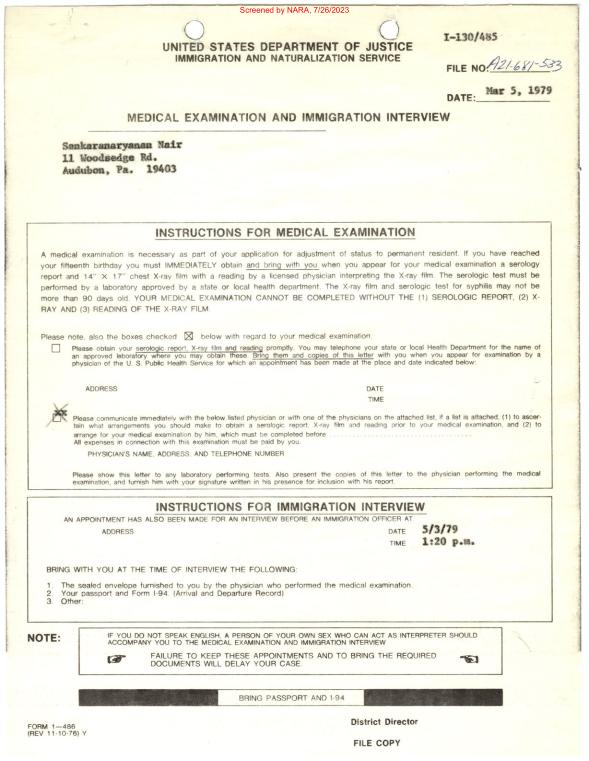 Screened by NARA, 7/26/2023
UNITED STATES DEPARTMENT OF JUSTICE
IMMIGRATION AND NATURALIZATION SERVICE
I-130/485
FILE NO: A21-681-533
DATE: Mar 5, 1979
MEDICAL EXAMINATION AND IMMIGRATION INTERVIEW
Senkaranaryanan Nair
11 Woodsedge Rd.
Audubon, Pa. 19403
INSTRUCTIONS FOR MEDICAL EXAMINATION
A medical examination is necessary as part of your application for adjustment of status to permanent resident. If you have reached
your fifteenth birthday you must IMMEDIATELY obtain and bring with you when you appear for your medical examination a serology
report and 14" X 17" chest X-ray film with a reading by a licensed physician interpreting the X-ray film. The serologic test must be
performed by a laboratory approved by a state or local health department. The X-ray film and serologic test for syphilis may not be
more than 90 days old. YOUR MEDICAL EXAMINATION CANNOT BE COMPLETED WITHOUT THE (1) SEROLOGIC REPORT, (2) X-
RAY AND (3) READING OF THE X-RAY FILM.
Please note, also the boxes checked ☒ below with regard to your medical examination.
☐ Please obtain your serologic report, X-ray film and reading promptly. You may telephone your state or local Health Department for the name of
an approved laboratory where you may obtain these. Bring them and copies of this letter with you when you appear for examination by a
physician of the U. S. Public Health Service for which an appointment has been made at the place and date indicated below:
ADDRESS DATE
TIME
Please communicate immediately with the below listed physician or with one of the physicians on the attached list, if a list is attached, (1) to ascer-
tain what arrangements you should make to obtain a serologic report, X-ray film and reading prior to your medical examination, and (2) to
arrange for your medical examination by him, which must be completed before
All expenses in connection with this examination must be paid by you.
PHYSICIAN'S NAME, ADDRESS, AND TELEPHONE NUMBER
Please show this letter to any laboratory performing tests. Also present the copies of this letter to the physician performing the medical
examination, and furnish him with your signature written in his presence for inclusion with his report.
INSTRUCTIONS FOR IMMIGRATION INTERVIEW
AN APPOINTMENT HAS ALSO BEEN MADE FOR AN INTERVIEW BEFORE AN IMMIGRATION OFFICER AT:
ADDRESS DATE 5/3/79
TIME 1:20 p.m.
BRING WITH YOU AT THE TIME OF INTERVIEW THE FOLLOWING:
1. The sealed envelope furnished to you by the physician who performed the medical examination.
2. Your passport and Form I-94. (Arrival and Departure Record)
3. Other:
NOTE: IF YOU DO NOT SPEAK ENGLISH, A PERSON OF YOUR OWN SEX WHO CAN ACT AS INTERPRETER SHOULD
ACCOMPANY YOU TO THE MEDICAL EXAMINATION AND IMMIGRATION INTERVIEW
FAILURE TO KEEP THESE APPOINTMENTS AND TO BRING THE REQUIRED
DOCUMENTS WILL DELAY YOUR CASE.
BRING PASSPORT AND I-94
FORM I—486
(REV 11-10-76) Y
District Director
FILE COPY